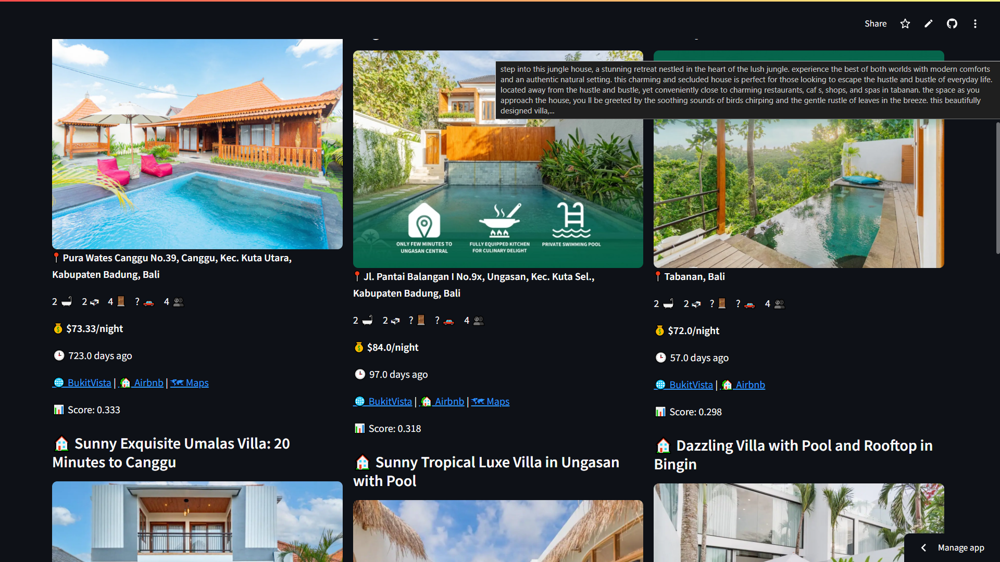 Share
step into this jungle house, a stunning retreat nestled in the heart of the lush jungle. experience the best of both worlds with modern comforts
and an authentic natural setting. this charming and secluded house is perfect for those looking to escape the hustle and bustle of everyday life.
located away from the hustle and bustle, yet conveniently close to charming restaurants, caf s, shops, and spas in tabanan. the space as you
approach the house, you ll be greeted by the soothing sounds of birds chirping and the gentle rustle of leaves in the breeze. this beautifully
designed villa,...
Pura Wates Canggu No.39, Canggu, Kec. Kuta Utara,
Kabupaten Badung, Bali
2 2 4 ? 4
$73.33/night
723.0 days ago
BukitVista | Airbnb | Maps
Score: 0.333
Sunny Exquisite Umalas Villa: 20
Minutes to Canggu
ONLY FEW MINUTES TO
UNGASAN CENTRAL
FULLY EQUIPPED KITCHEN
FOR CULINARY DELIGHT
PRIVATE SWIMMING POOL
Jl. Pantai Balangan I No.9x, Ungasan, Kec. Kuta Sel.,
Kabupaten Badung, Bali
2 2 ? ? 4
$84.0/night
97.0 days ago
BukitVista | Airbnb | Maps
Score: 0.318
Sunny Tropical Luxe Villa in Ungasan
with Pool
Tabanan, Bali
2 2 ? ? 4
$72.0/night
57.0 days ago
BukitVista | Airbnb
Score: 0.298
Dazzling Villa with Pool and Rooftop in
Bingin
Manage app